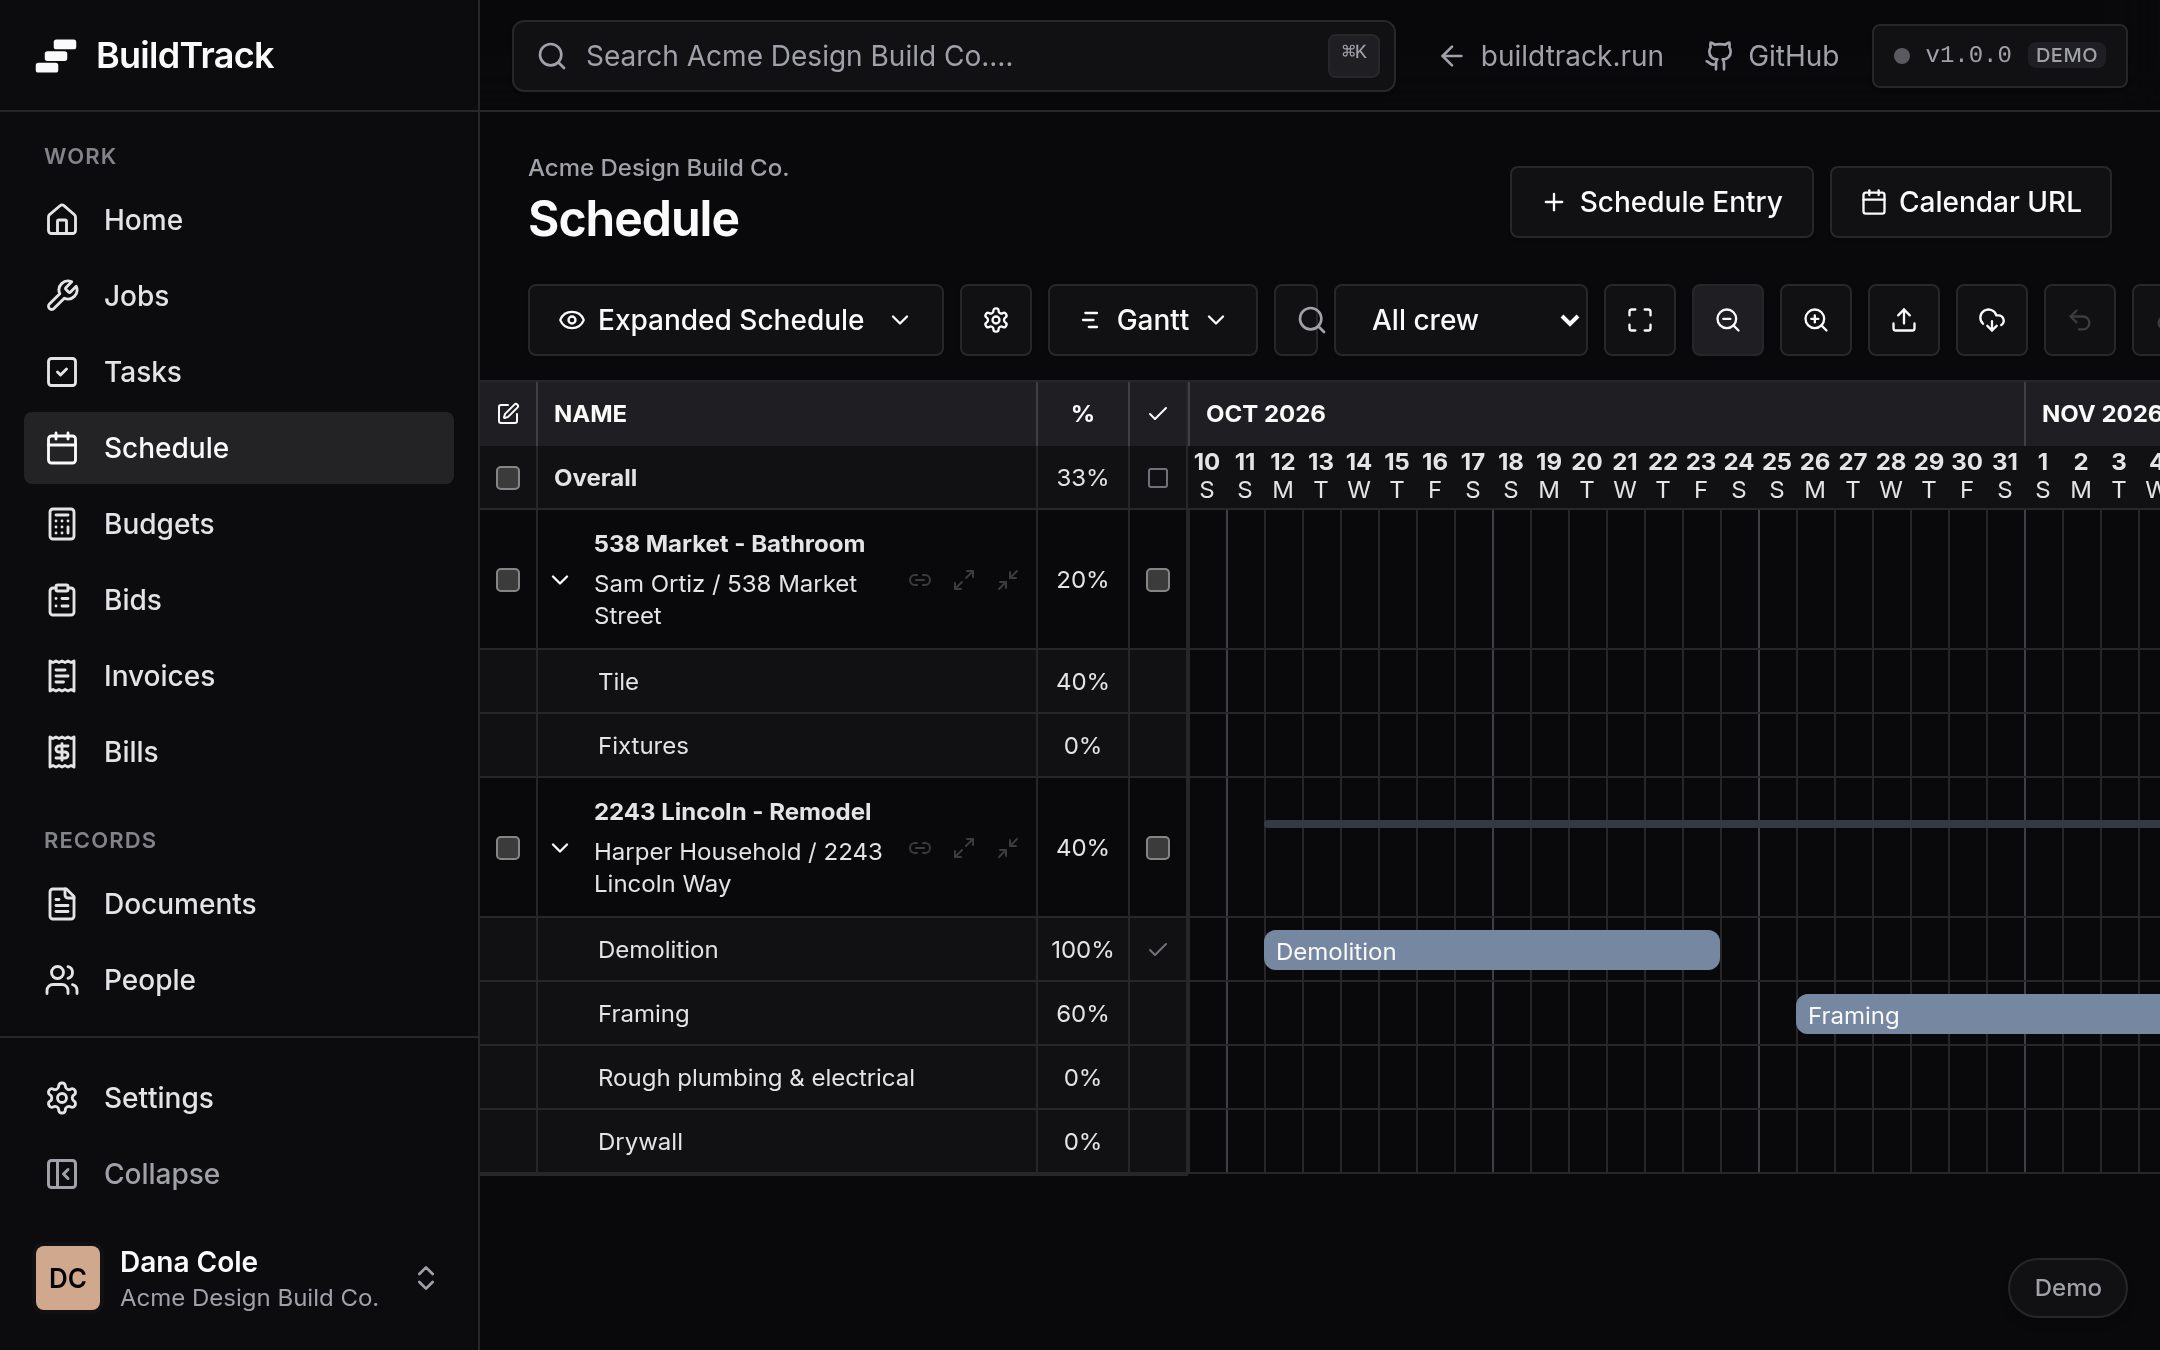 BuildTrack
Search Acme Design Build Co.... ⌘K
buildtrack.run
GitHub
v1.0.0 DEMO
WORK
Home
Jobs
Tasks
Schedule
Budgets
Bids
Invoices
Bills
RECORDS
Documents
People
Settings
Collapse
DC
Dana Cole
Acme Design Build Co.
Acme Design Build Co.
Schedule
Schedule Entry
Calendar URL
Expanded Schedule
Gantt
All crew
NAME % OCT 2026 NOV 2026
Overall 33%
10 11 12 13 14 15 16 17 18 19 20 21 22 23 24 25 26 27 28 29 30 31 1 2 3 4
S S M T W T F S S M T W T F S S M T W T F S S M T W
538 Market - Bathroom
Sam Ortiz / 538 Market
Street
20%
Tile 40%
Fixtures 0%
2243 Lincoln - Remodel
Harper Household / 2243
Lincoln Way
40%
Demolition 100% Demolition
Framing 60% Framing
Rough plumbing & electrical 0%
Drywall 0%
Demo